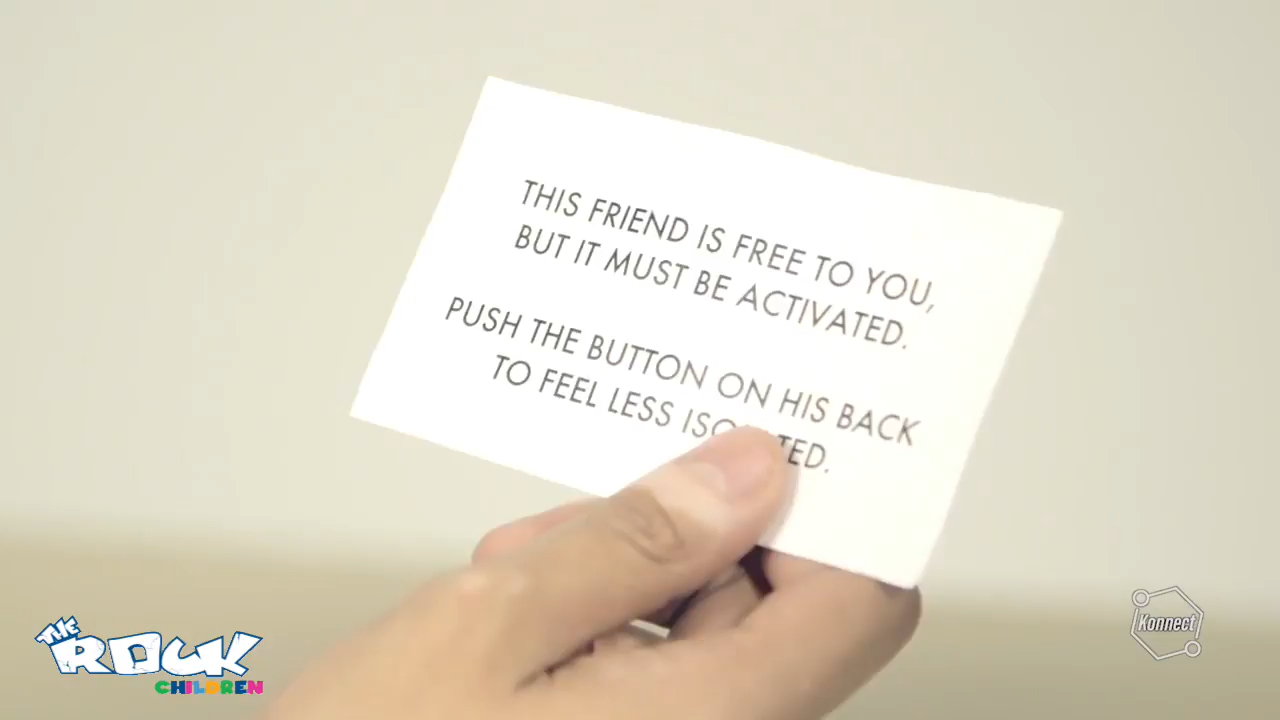 THIS FRIEND IS FREE TO YOU,
BUT IT MUST BE ACTIVATED.
PUSH THE BUTTON ON HIS BACK
TO FEEL LESS
THE ROCK
CHILDREN
Konnect